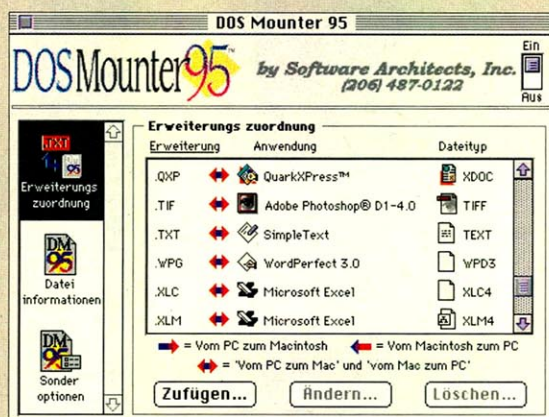 DOS Mounter 95
DOSMounter95™
by Software Architects, Inc.
(206) 487-0122
Ein
Aus
.TXT
95
Erweiterungs
zuordnung
DM
95
Datei
informationen
DM
95
Sonder
optionen
Erweiterungs zuordnung
Erweiterung Anwendung Dateityp
.QXP QuarkXPress™ XDOC
.TIF Adobe Photoshop® D1-4.0 TIFF
.TXT SimpleText TEXT
.WPG WordPerfect 3.0 WPD3
.XLC Microsoft Excel XLC4
.XLM Microsoft Excel XLM4
= Vom PC zum Macintosh = Vom Macintosh zum PC
= 'Vom PC zum Mac' und 'vom Mac zum PC'
Zufügen... Ändern... Löschen...